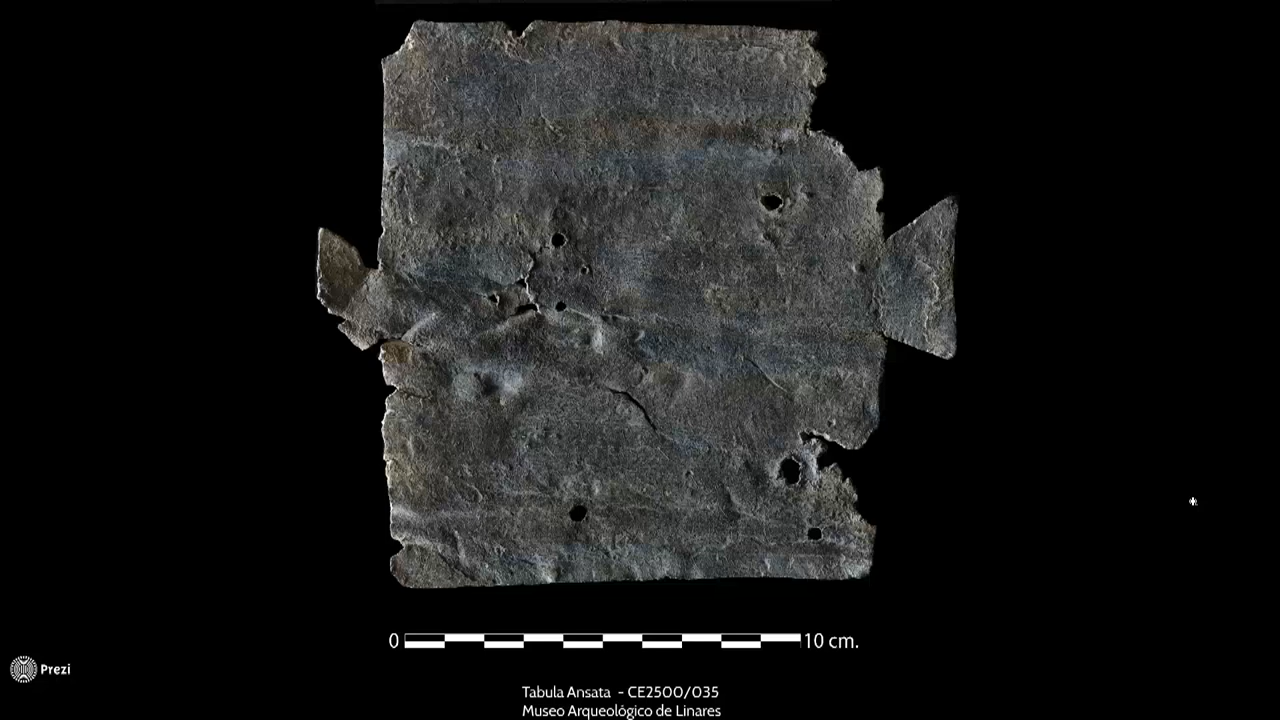 0 10 cm.
Prezi
Tabula Ansata - CE2500/035
Museo Arqueológico de Linares